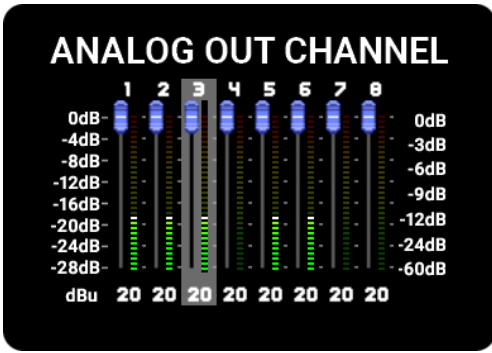 ANALOG OUT CHANNEL
1 2 3 4 5 6 7 8
0dB 0dB
-4dB -3dB
-8dB -6dB
-12dB -9dB
-16dB
-20dB -12dB
-24dB -24dB
-28dB -60dB
dBu 20 20 20 20 20 20 20 20